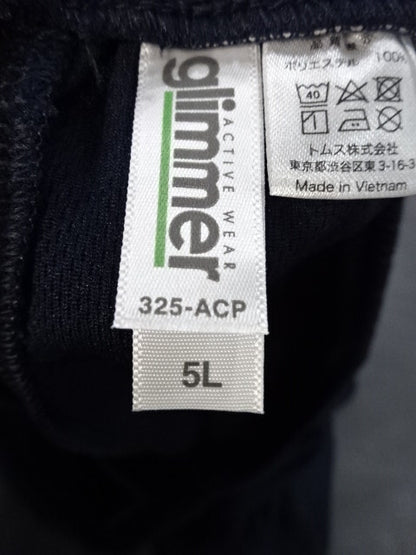 glimmer
ACTIVE WEAR
325-ACP
5L
ポリエステル 100%
40
トムス株式会社
東京都渋谷区東3-16-3
Made in Vietnam